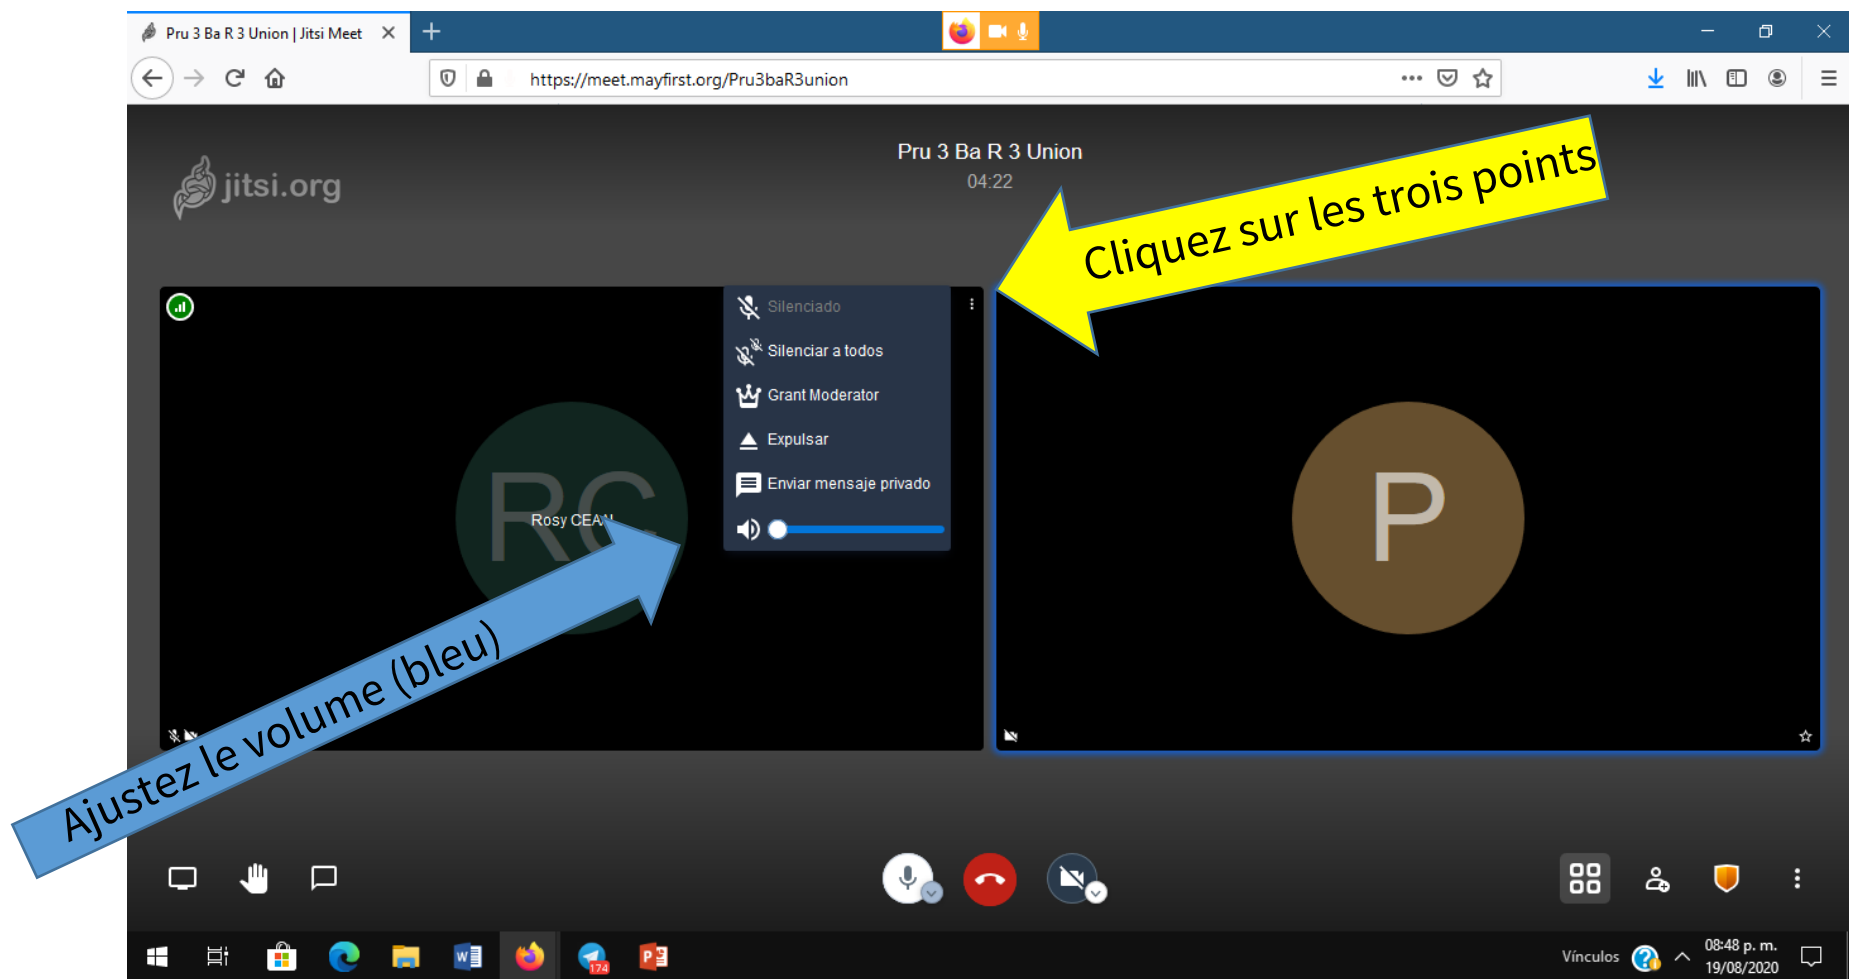 Pru 3 Ba R 3 Union | Jitsi Meet
https://meet.mayfirst.org/Pru3baR3union
Pru 3 Ba R 3 Union
04:22
jitsi.org
Cliquez sur les trois points
Silenciado
Silenciar a todos
Grant Moderator
Expulsar
Enviar mensaje privado
RC
Rosy CEAN
P
Ajustez le volume (bleu)
174
Vínculos
08:48 p. m.
19/08/2020